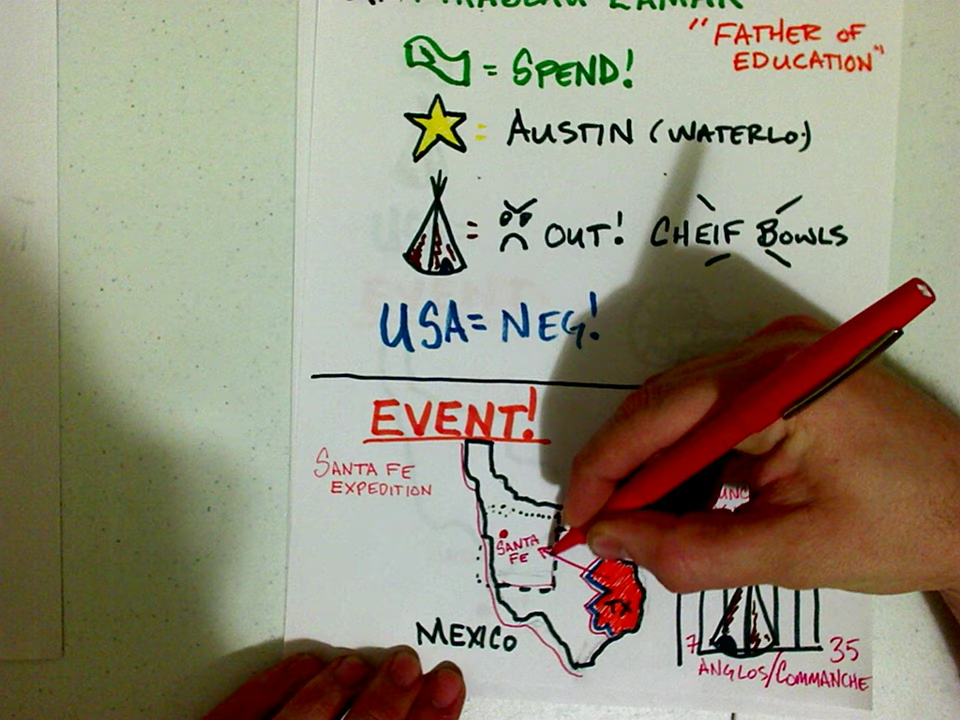 LAMAR
"FATHER OF
EDUCATION"
= SPEND!
= AUSTIN (WATERLO.)
= OUT! CHEIF BOWLS
USA= NEG!
EVENT!
SANTA FE
EXPEDITION
SANTA
FE
TX
MEXICO
7 35
ANGLOS/COMMANCHE